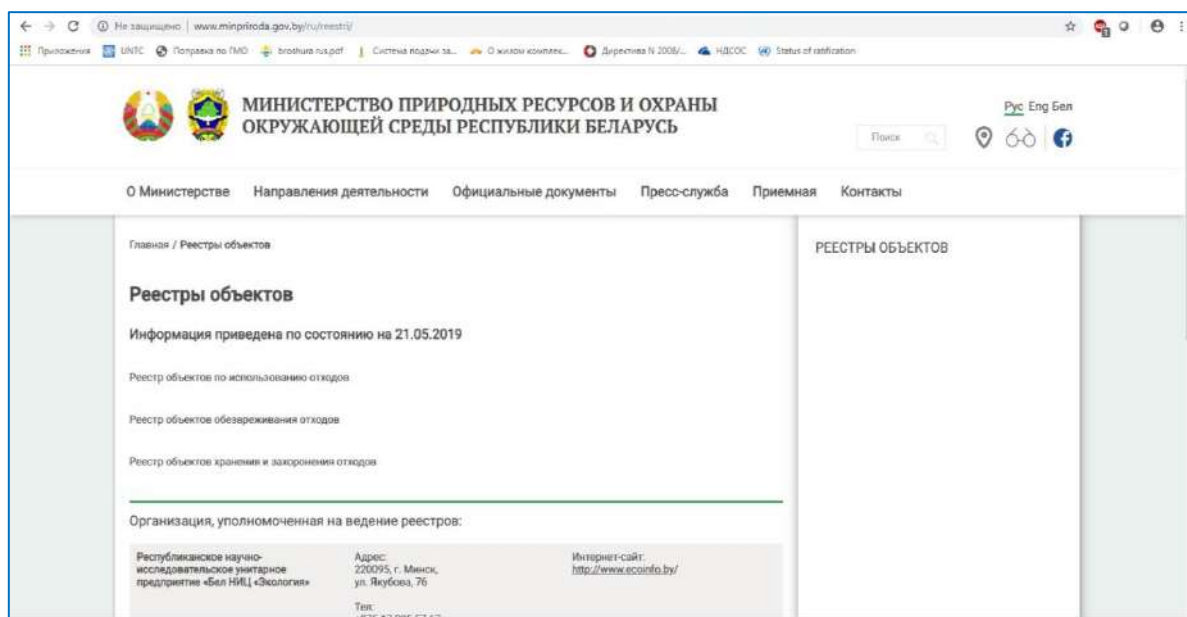 Не защищено | www.minpriroda.gov.by/ru/reestri/
Приложения UNTC Поправка по ГМО broshura rus.pdf Система подачи за... О жилом комплекс... Директива N 2008/... НДСОС Status of ratification
МИНИСТЕРСТВО ПРИРОДНЫХ РЕСУРСОВ И ОХРАНЫ
ОКРУЖАЮЩЕЙ СРЕДЫ РЕСПУБЛИКИ БЕЛАРУСЬ
Рус Eng Бел
Поиск
О Министерстве Направления деятельности Официальные документы Пресс-служба Приемная Контакты
Главная / Реестры объектов
РЕЕСТРЫ ОБЪЕКТОВ
Реестры объектов
Информация приведена по состоянию на 21.05.2019
Реестр объектов по использованию отходов
Реестр объектов обезвреживания отходов
Реестр объектов хранения и захоронения отходов
Организация, уполномоченная на ведение реестров:
Республиканское научно-
исследовательское унитарное
предприятие «Бел НИЦ «Экология»
Адрес:
220095, г. Минск,
ул. Якубова, 76
Тел:
Интернет-сайт:
http://www.ecoinfo.by/